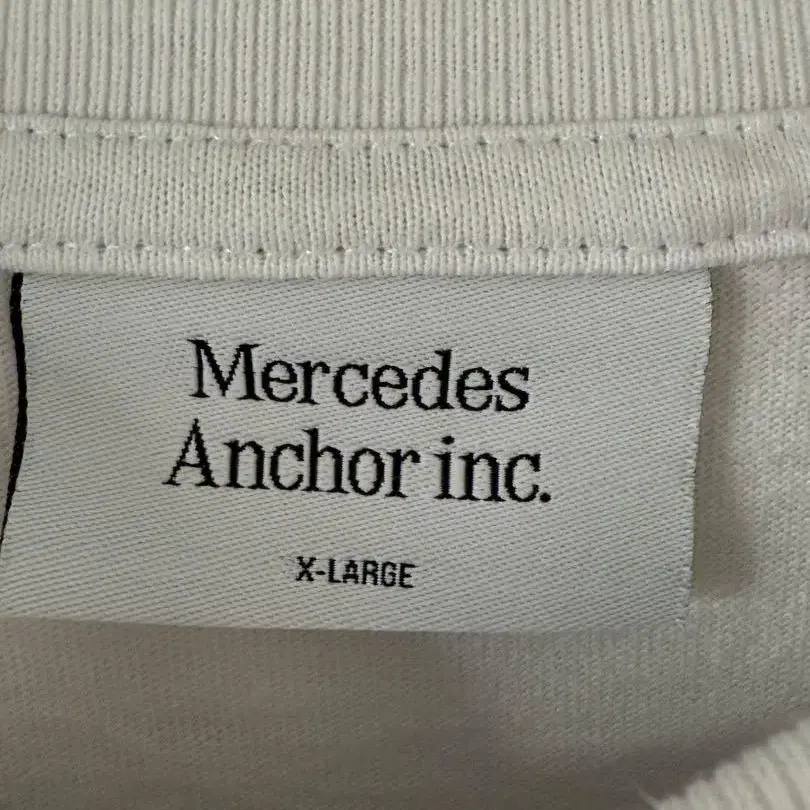 Mercedes
Anchor inc.
X-LARGE